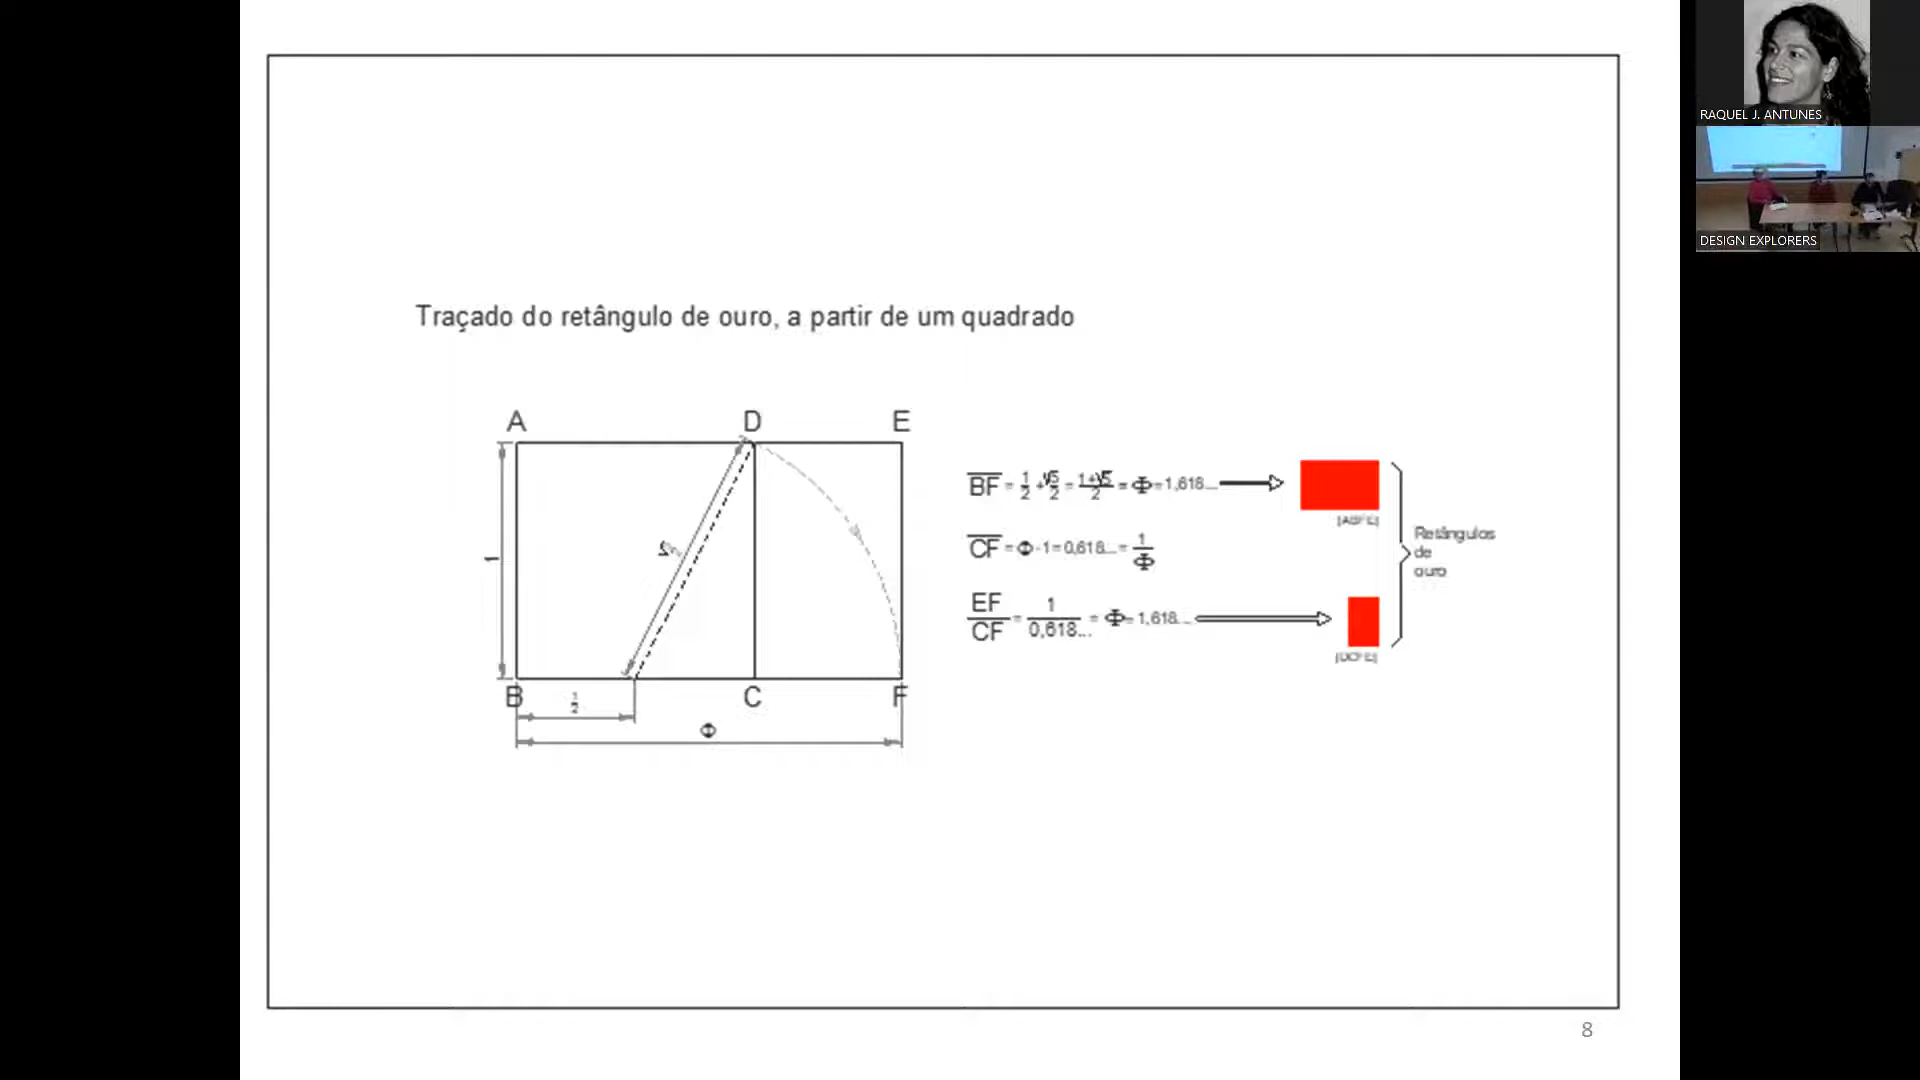 RAQUEL J. ANTUNES
DESIGN EXPLORERS
Traçado do retângulo de ouro, a partir de um quadrado
A D E
1
B C F
1/2
Φ
BF = 1/2 + √5/2 = 1+√5/2 = Φ = 1,618...
CF = Φ - 1 = 0,618... = 1/Φ
EF/CF = 1/0,618... = Φ = 1,618...
Retângulos
de
ouro
8